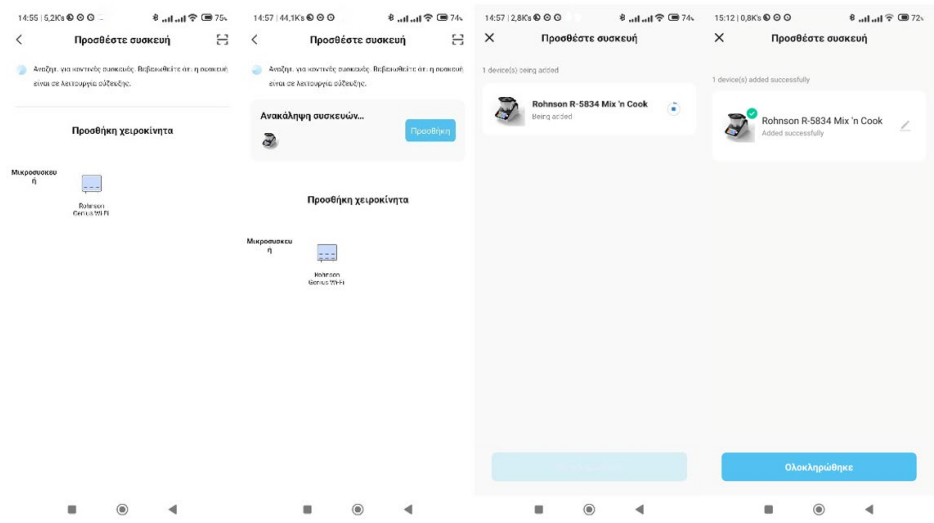 14:55 | 5,2K/s
75%
Προσθέστε συσκευή
Αναζητ. για κοντινές συσκευές. Βεβαιωθείτε ότι η συσκευή
είναι σε λειτουργία σύζευξης.
Προσθήκη χειροκίνητα
Μικροσυσκευ
ή
Rohnson
Genius Wi-Fi
14:57 | 44,1K/s
74%
Προσθέστε συσκευή
Αναζητ. για κοντινές συσκευές. Βεβαιωθείτε ότι η συσκευή
είναι σε λειτουργία σύζευξης.
Ανακάληψη συσκευών...
Προσθήκη
Προσθήκη χειροκίνητα
Μικροσυσκευ
ή
Rohnson
Genius Wi-Fi
14:57 | 2,8K/s
74%
Προσθέστε συσκευή
1 device(s) being added
Rohnson R-5834 Mix 'n Cook
Being added
15:12 | 0,8K/s
72%
Προσθέστε συσκευή
1 device(s) added successfully
Rohnson R-5834 Mix 'n Cook
Added successfully
Ολοκληρώθηκε